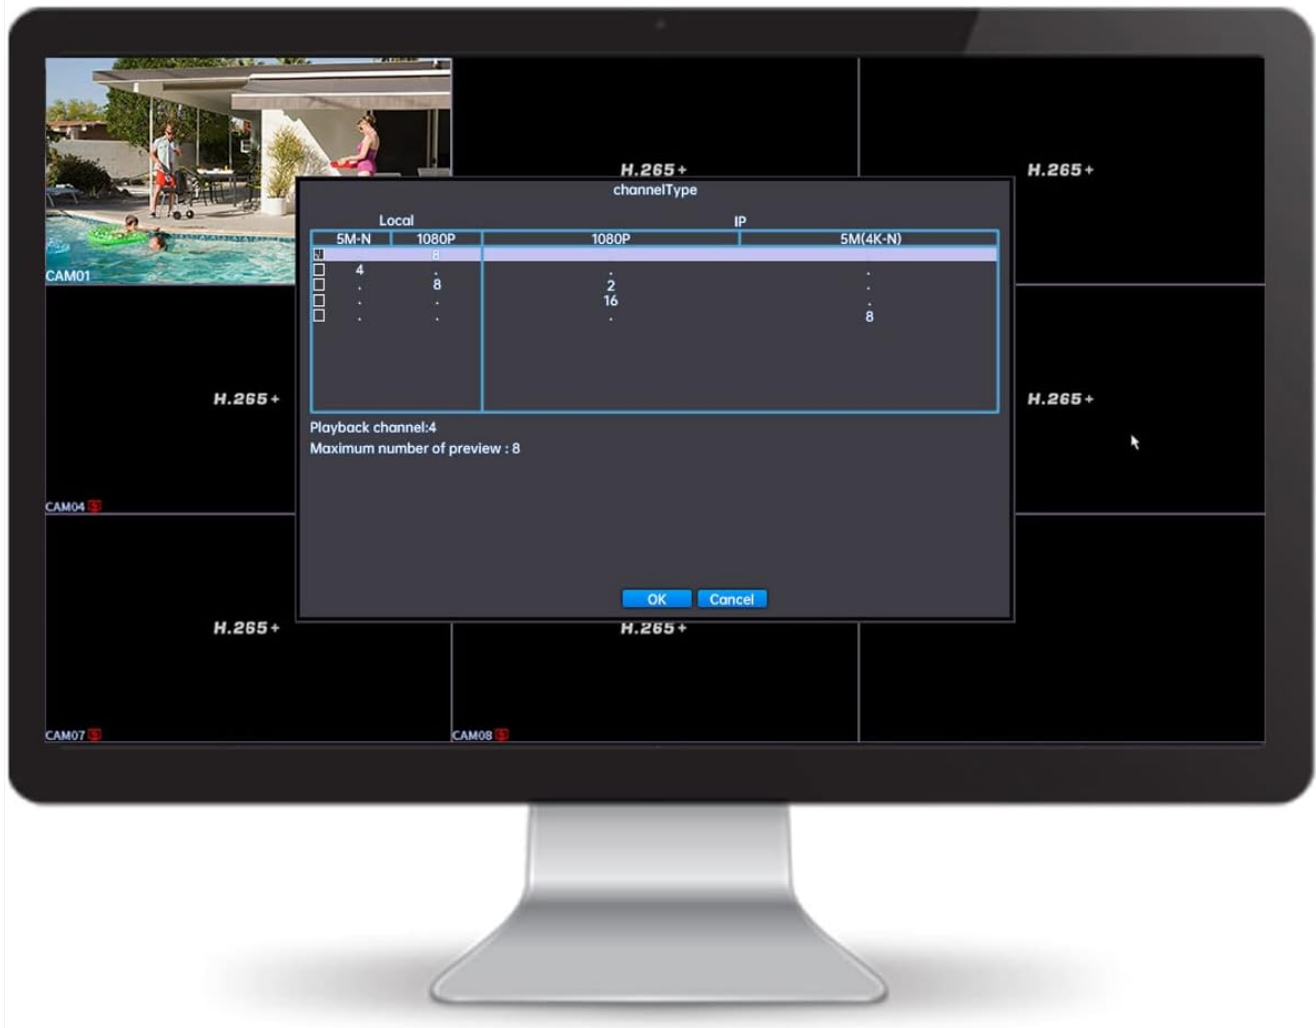 H.265+ H.265+
channelType
Local IP
5M-N 1080P 1080P 5M(4K-N)
8
CAM01
4 . . .
. 8 2 .
. . 16 .
. . . 8
H.265+ H.265+
Playback channel:4
Maximum number of preview : 8
CAM04
OK Cancel
H.265+ H.265+
CAM07 CAM08